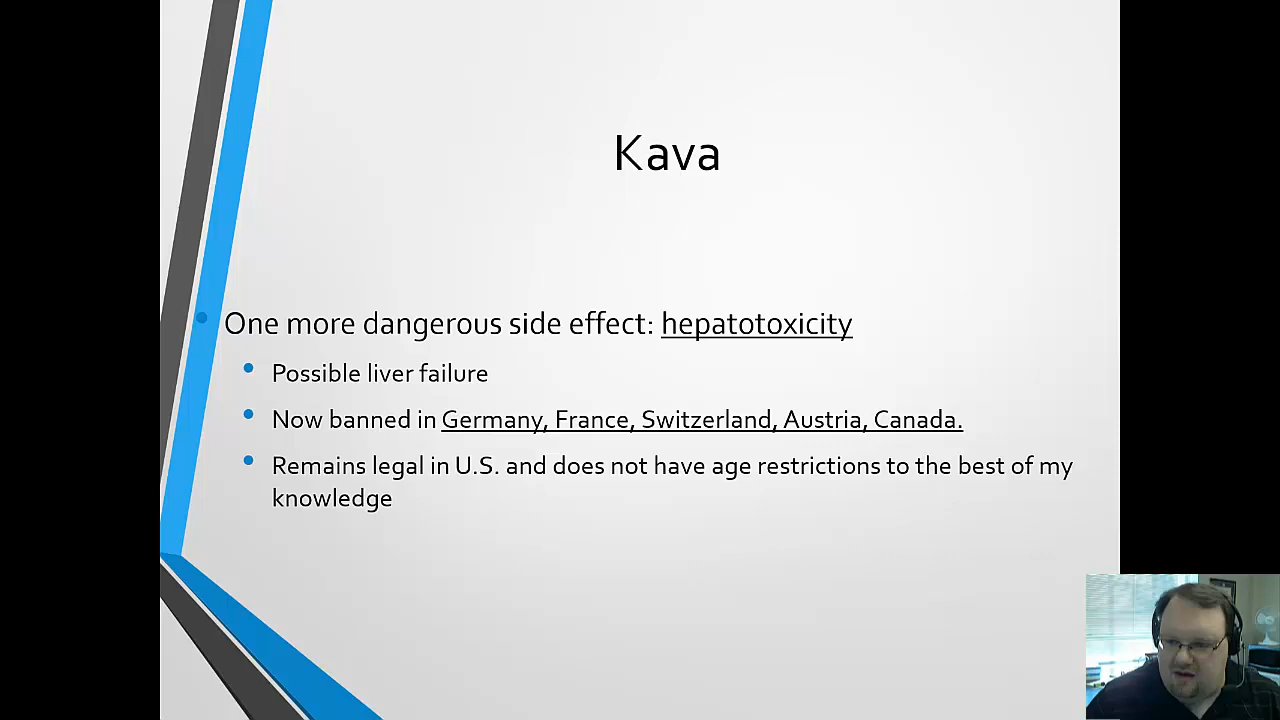 Kava
One more dangerous side effect: hepatotoxicity
Possible liver failure
Now banned in Germany, France, Switzerland, Austria, Canada.
Remains legal in U.S. and does not have age restrictions to the best of my
knowledge